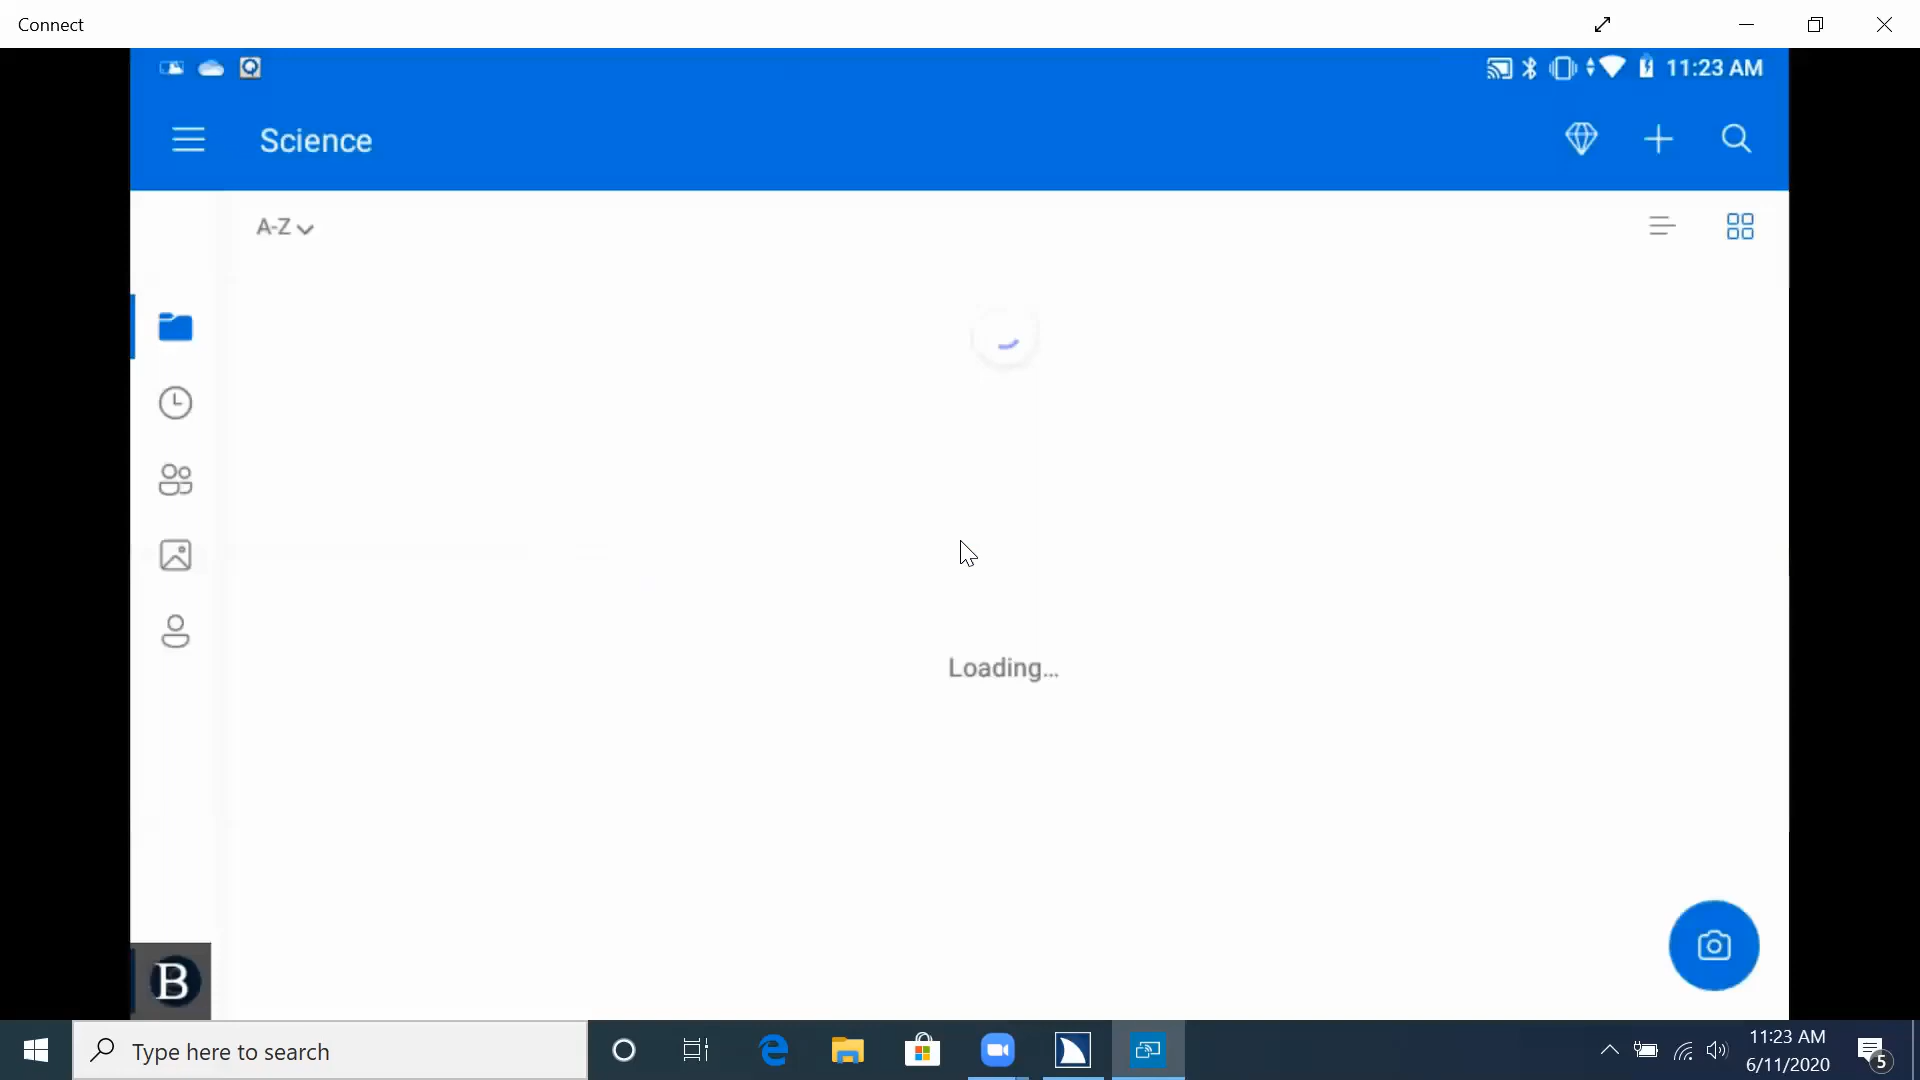 Connect
11:23 AM
Science
A-Z
Loading...
B
Type here to search
11:23 AM
6/11/2020
5